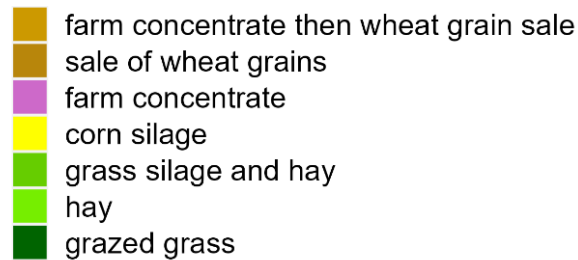 farm concentrate then wheat grain sale
sale of wheat grains
farm concentrate
corn silage
grass silage and hay
hay
grazed grass